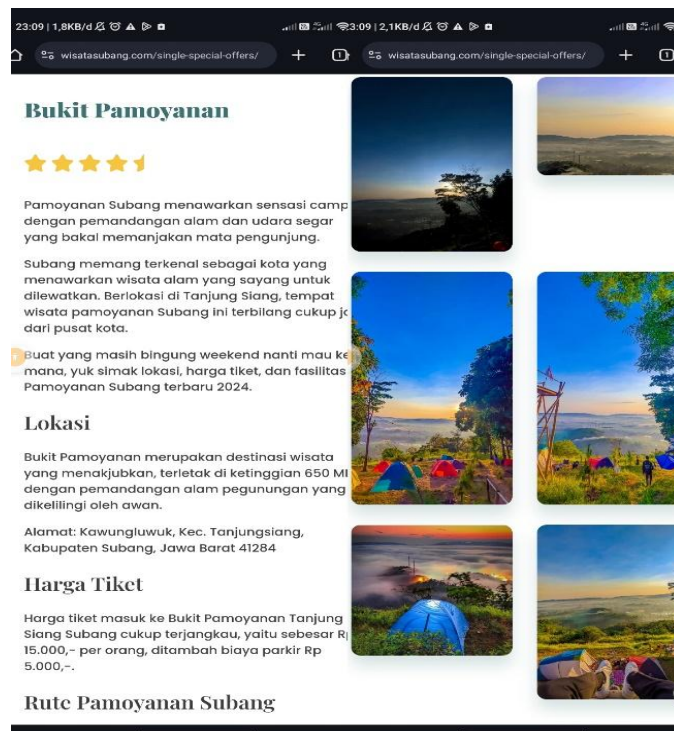 23:09 | 1,8KB/d
wisatasubang.com/single-special-offers/
Bukit Pamoyanan
Pamoyanan Subang menawarkan sensasi camp
dengan pemandangan alam dan udara segar
yang bakal memanjakan mata pengunjung.
Subang memang terkenal sebagai kota yang
menawarkan wisata alam yang sayang untuk
dilewatkan. Berlokasi di Tanjung Siang, tempat
wisata pamoyanan Subang ini terbilang cukup
dari pusat kota.
Buat yang masih bingung weekend nanti mau ke
mana, yuk simak lokasi, harga tiket, dan fasilitas
Pamoyanan Subang terbaru 2024.
Lokasi
Bukit Pamoyanan merupakan destinasi wisata
yang menakjubkan, terletak di ketinggian 650
dengan pemandangan alam pegunungan yang
dikelilingi oleh awan.
Alamat: Kawungluwuk, Kec. Tanjungsiang,
Kabupaten Subang, Jawa Barat 41284
Harga Tiket
Harga tiket masuk ke Bukit Pamoyanan Tanjung
Siang Subang cukup terjangkau, yaitu sebesar
15.000,- per orang, ditambah biaya parkir Rp
5.000,-.
Rute Pamoyanan Subang
3:09 | 2,1KB/d
wisatasubang.com/single-special-offers/